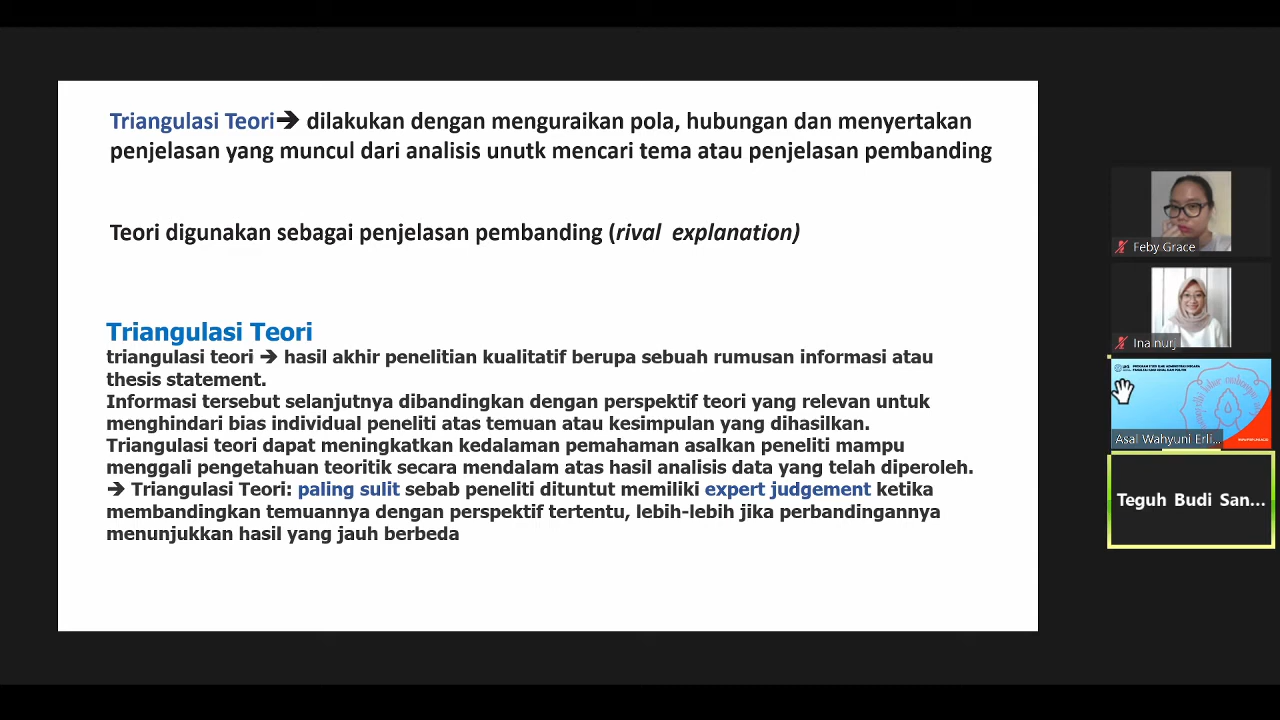 Triangulasi Teori➔ dilakukan dengan menguraikan pola, hubungan dan menyertakan
penjelasan yang muncul dari analisis unutk mencari tema atau penjelasan pembanding
Teori digunakan sebagai penjelasan pembanding (rival explanation)
Triangulasi Teori
triangulasi teori ➔ hasil akhir penelitian kualitatif berupa sebuah rumusan informasi atau
thesis statement.
Informasi tersebut selanjutnya dibandingkan dengan perspektif teori yang relevan untuk
menghindari bias individual peneliti atas temuan atau kesimpulan yang dihasilkan.
Triangulasi teori dapat meningkatkan kedalaman pemahaman asalkan peneliti mampu
menggali pengetahuan teoritik secara mendalam atas hasil analisis data yang telah diperoleh.
➔ Triangulasi Teori: paling sulit sebab peneliti dituntut memiliki expert judgement ketika
membandingkan temuannya dengan perspektif tertentu, lebih-lebih jika perbandingannya
menunjukkan hasil yang jauh berbeda
Feby Grace
Ina nurj
Asal Wahyuni Erli...
Teguh Budi San...